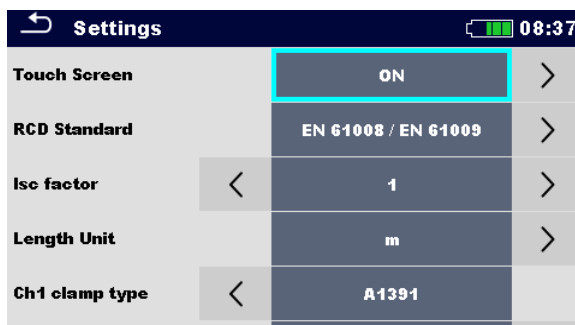 Settings 08:37
Touch Screen ON
RCD Standard EN 61008 / EN 61009
Isc factor 1
Length Unit m
Ch1 clamp type A1391